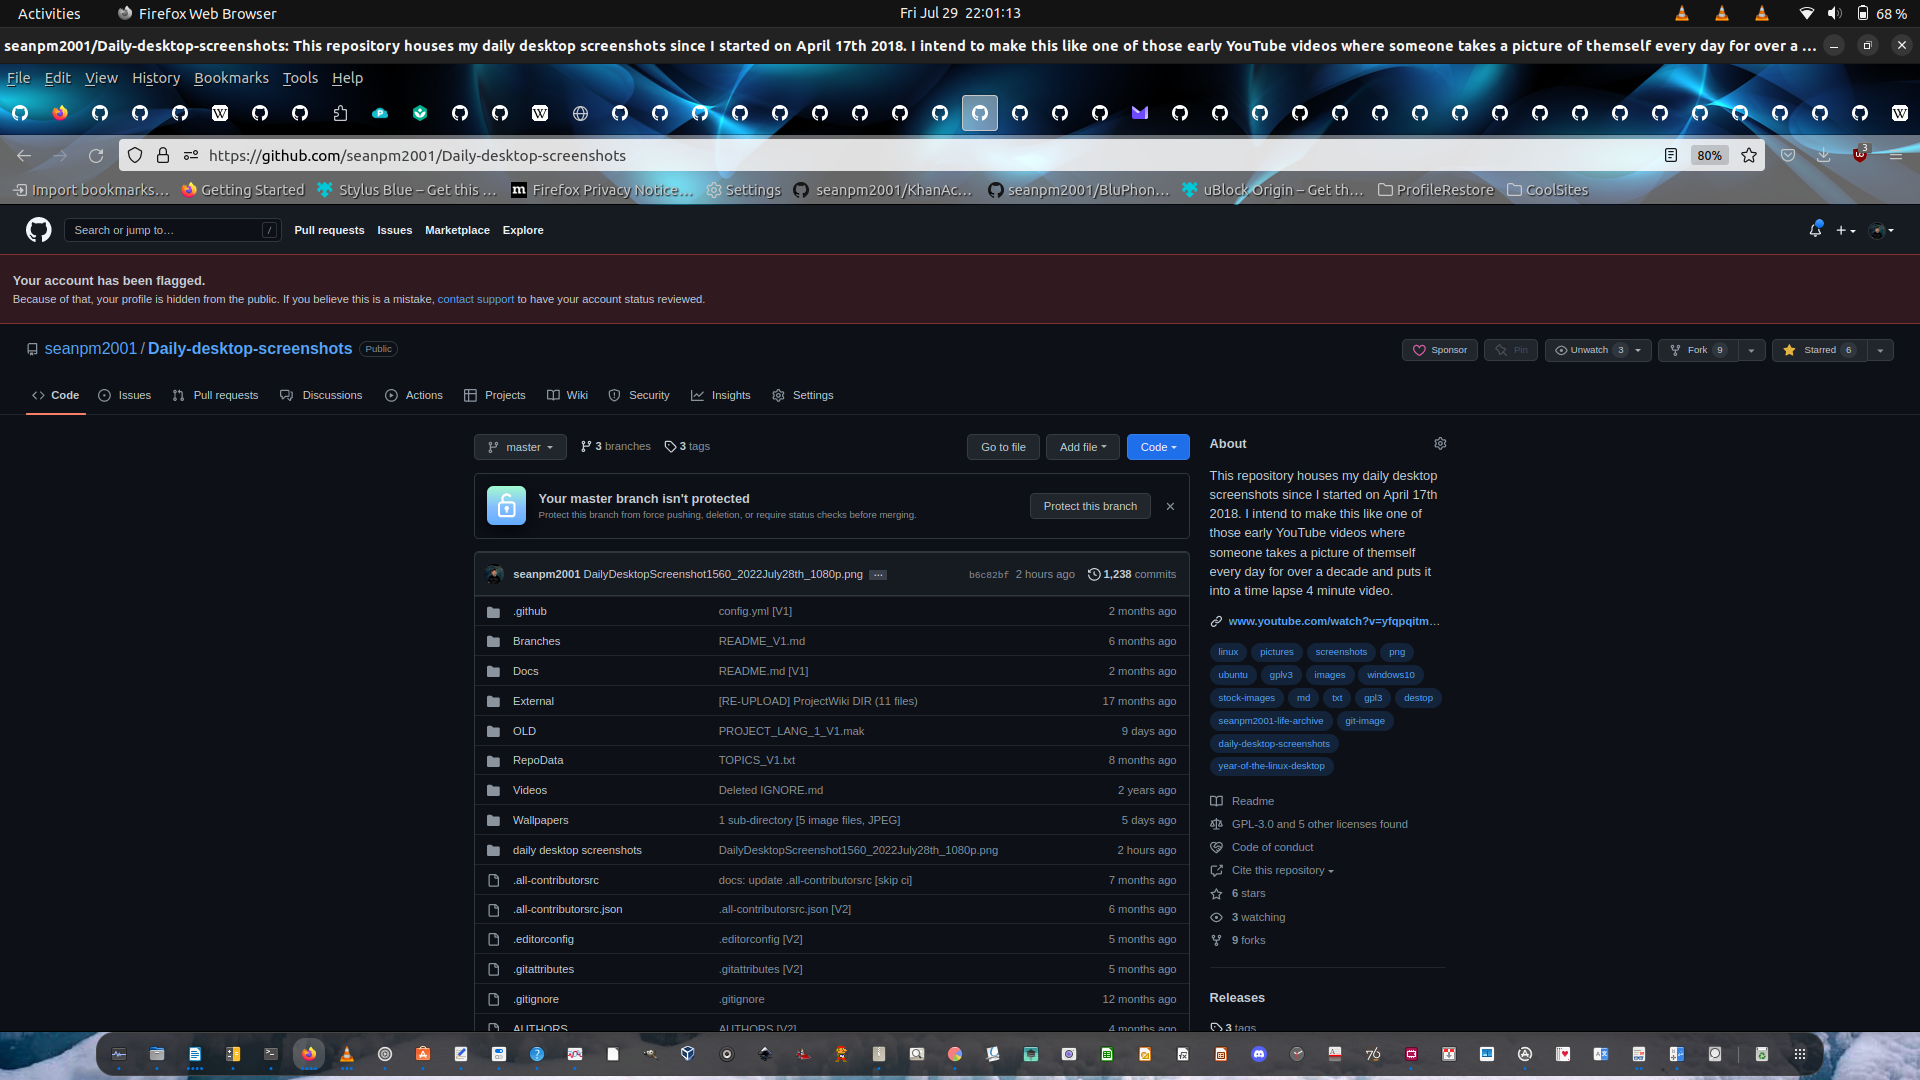 Activities
Firefox Web Browser
Fri Jul 29 22:01:13
68 %
seanpm2001/Daily-desktop-screenshots: This repository houses my daily desktop screenshots since I started on April 17th 2018. I intend to make this like one of those early YouTube videos where someone takes a picture of themself every day for over a ...
File Edit View History Bookmarks Tools Help
https://github.com/seanpm2001/Daily-desktop-screenshots
80%
3
Import bookmarks...
Getting Started
Stylus Blue – Get this ...
Firefox Privacy Notice...
Settings
seanpm2001/KhanAc...
seanpm2001/BluPhon...
uBlock Origin – Get th...
ProfileRestore
CoolSites
Search or jump to...
/
Pull requests
Issues
Marketplace
Explore
Your account has been flagged.
Because of that, your profile is hidden from the public. If you believe this is a mistake, contact support to have your account status reviewed.
seanpm2001 / Daily-desktop-screenshots
Public
Sponsor
Pin
Unwatch 3
Fork 9
Starred 6
Code
Issues
Pull requests
Discussions
Actions
Projects
Wiki
Security
Insights
Settings
master
3 branches
3 tags
Go to file
Add file
Code
Your master branch isn't protected
Protect this branch from force pushing, deletion, or require status checks before merging.
Protect this branch
seanpm2001 DailyDesktopScreenshot1560_2022July28th_1080p.png ...
b6c82bf 2 hours ago
1,238 commits
.github config.yml [V1] 2 months ago
Branches README_V1.md 6 months ago
Docs README.md [V1] 2 months ago
External [RE-UPLOAD] ProjectWiki DIR (11 files) 17 months ago
OLD PROJECT_LANG_1_V1.mak 9 days ago
RepoData TOPICS_V1.txt 8 months ago
Videos Deleted IGNORE.md 2 years ago
Wallpapers 1 sub-directory [5 image files, JPEG] 5 days ago
daily desktop screenshots DailyDesktopScreenshot1560_2022July28th_1080p.png 2 hours ago
.all-contributorsrc docs: update .all-contributorsrc [skip ci] 7 months ago
.all-contributorsrc.json .all-contributorsrc.json [V2] 6 months ago
.editorconfig .editorconfig [V2] 5 months ago
.gitattributes .gitattributes [V2] 5 months ago
.gitignore .gitignore 12 months ago
AUTHORS AUTHORS [V2] 4 months ago
About
This repository houses my daily desktop
screenshots since I started on April 17th
2018. I intend to make this like one of
those early YouTube videos where
someone takes a picture of themself
every day for over a decade and puts it
into a time lapse 4 minute video.
www.youtube.com/watch?v=yfqpqitm...
linux pictures screenshots png
ubuntu gplv3 images windows10
stock-images md txt gpl3 destop
seanpm2001-life-archive git-image
daily-desktop-screenshots
year-of-the-linux-desktop
Readme
GPL-3.0 and 5 other licenses found
Code of conduct
Cite this repository
6 stars
3 watching
9 forks
Releases
3 tags